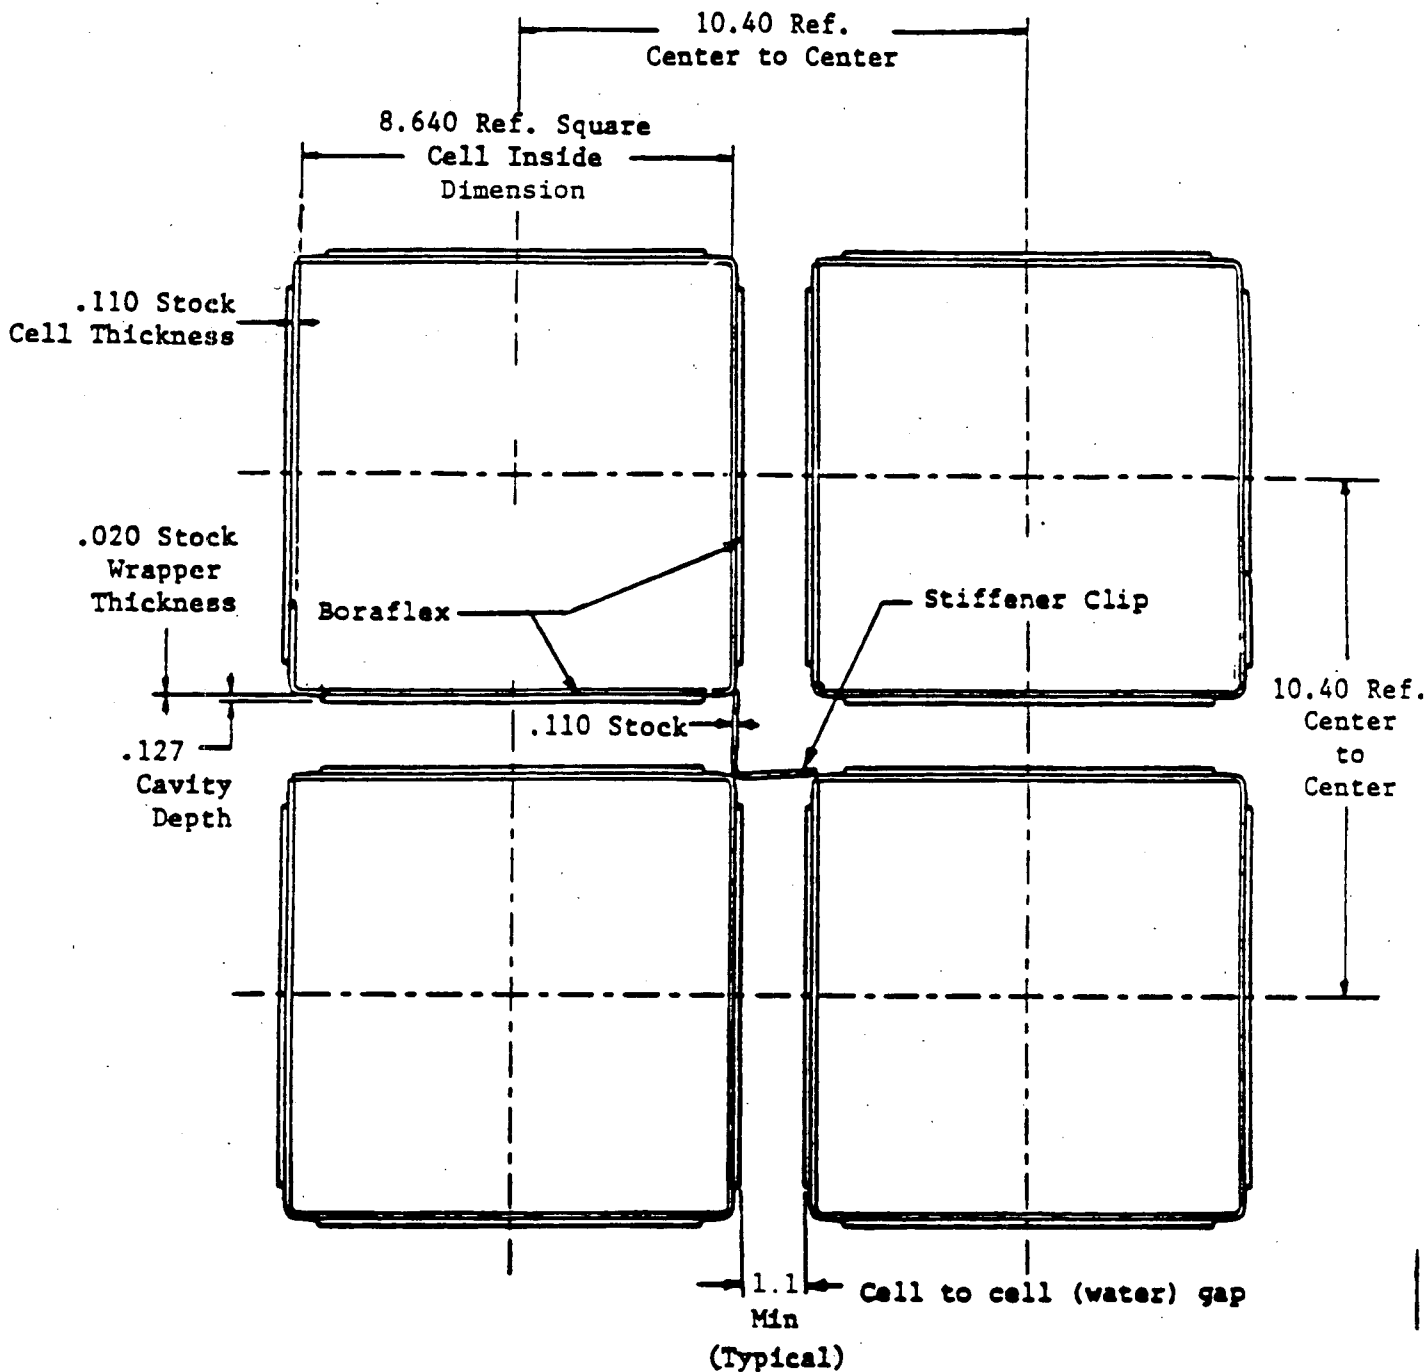 10.40 Ref.
Center to Center
8.640 Ref. Square
Cell Inside
Dimension
.110 Stock
Cell Thickness
.020 Stock
Wrapper
Thickness
Boraflex
Stiffener Clip
10.40 Ref.
Center
to
Center
.110 Stock
.127
Cavity
Depth
1.1
Min
(Typical)
Cell to cell (water) gap